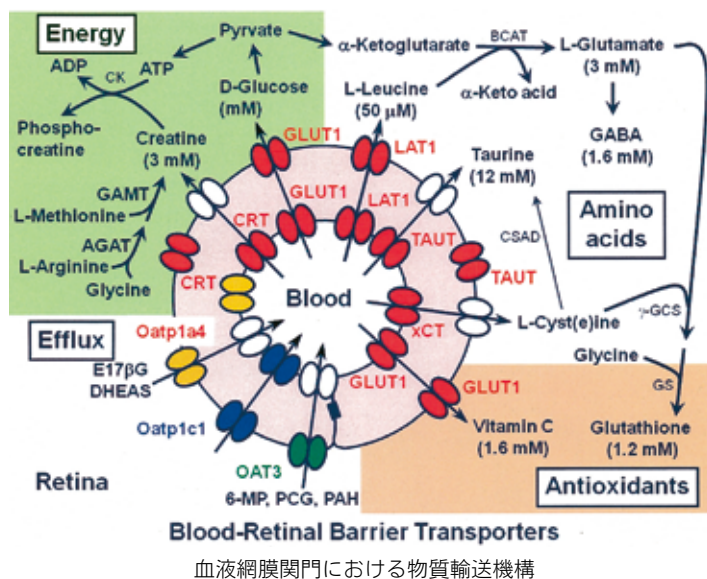 Energy
ADP
CK
ATP
Phospho-
creatine
Creatine
(3 mM)
GAMT
L-Methionine
AGAT
L-Arginine
Glycine
Pyrvate
D-Glucose
(mM)
GLUT1
GLUT1
CRT
CRT
α-Ketoglutarate
BCAT
L-Glutamate
(3 mM)
L-Leucine
(50 μM)
α-Keto acid
GABA
(1.6 mM)
LAT1
LAT1
Taurine
(12 mM)
TAUT
TAUT
CSAD
Amino
acids
Blood
xCT
L-Cyst(e)ine
γ-GCS
Glycine
GS
GLUT1
GLUT1
Vitamin C
(1.6 mM)
Glutathione
(1.2 mM)
Antioxidants
Efflux
Oatp1a4
E17βG
DHEAS
Oatp1c1
OAT3
6-MP, PCG, PAH
Retina
Blood-Retinal Barrier Transporters
血液網膜関門における物質輸送機構